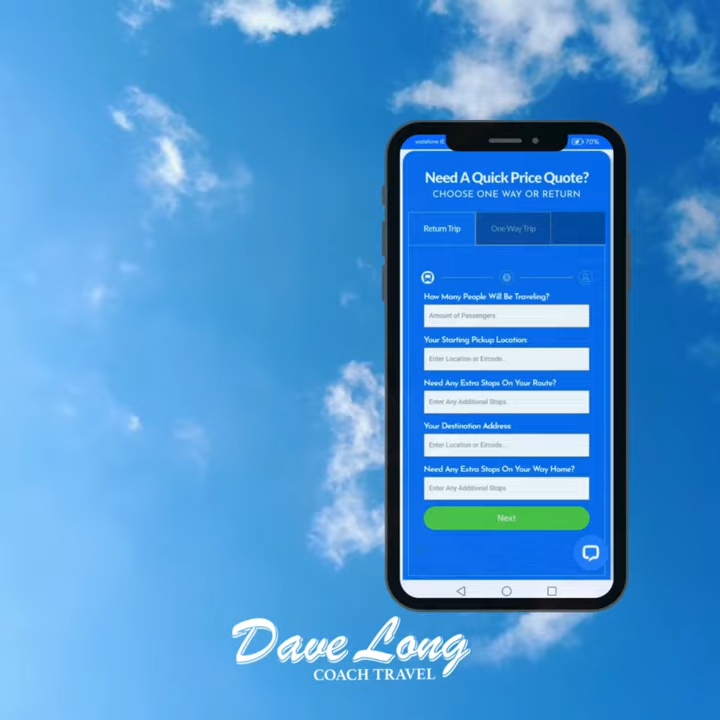 vodafone IE
70%
Need A Quick Price Quote?
CHOOSE ONE WAY OR RETURN
Return Trip
One Way Trip
How Many People Will Be Traveling?
Amount of Passengers
Your Starting Pickup Location:
Enter Location or Eircode...
Need Any Extra Stops On Your Route?
Enter Any Additional Stops
Your Destination Address:
Enter Location or Eircode...
Need Any Extra Stops On Your Way Home?
Enter Any Additional Stops
Next
Dave Long
COACH TRAVEL